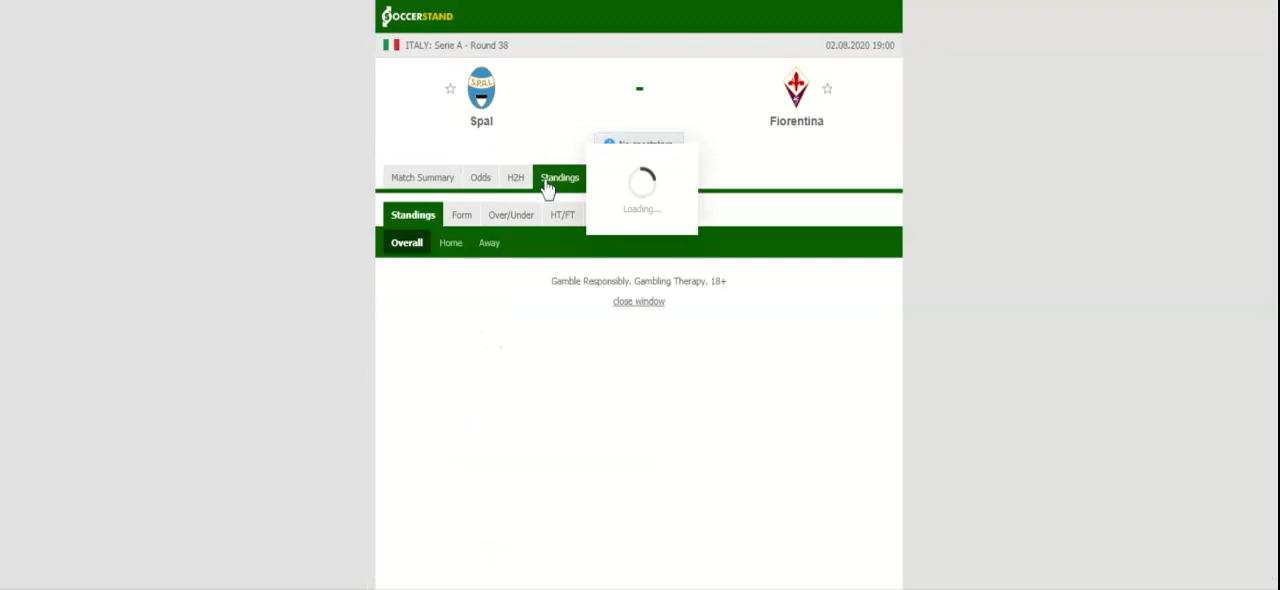 SOCCERSTAND
ITALY: Serie A - Round 38
02.08.2020 19:00
S.P.A.L.
-
Spal
Fiorentina
No
Match Summary
Odds
H2H
Standings
Loading...
Standings
Form
Over/Under
HT/FT
Overall
Home
Away
Gamble Responsibly. Gambling Therapy. 18+
close window